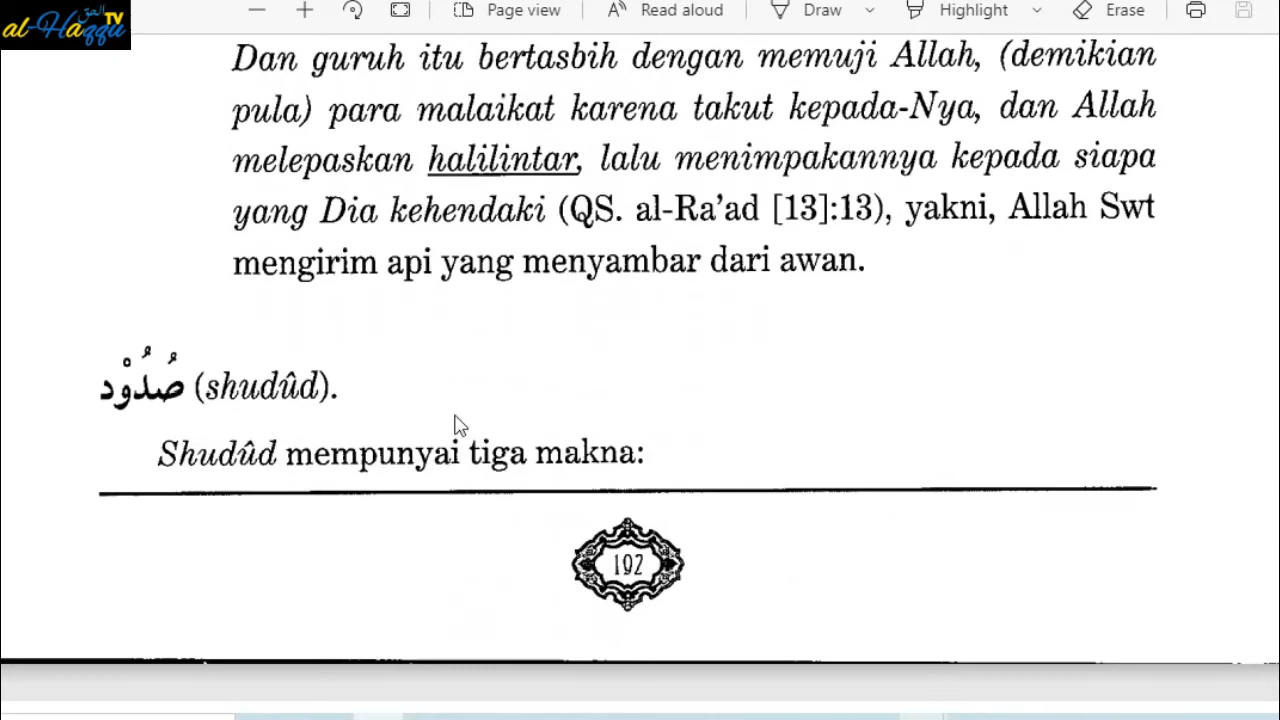 الحق TV
al-Haqqu
Page view Read aloud Draw Highlight Erase
Dan guruh itu bertasbih dengan memuji Allah, (demikian
pula) para malaikat karena takut kepada-Nya, dan Allah
melepaskan halilintar, lalu menimpakannya kepada siapa
yang Dia kehendaki (QS. al-Ra’ad [13]:13), yakni, Allah Swt
mengirim api yang menyambar dari awan.
صُدُوْد (shudûd).
Shudûd mempunyai tiga makna:
192